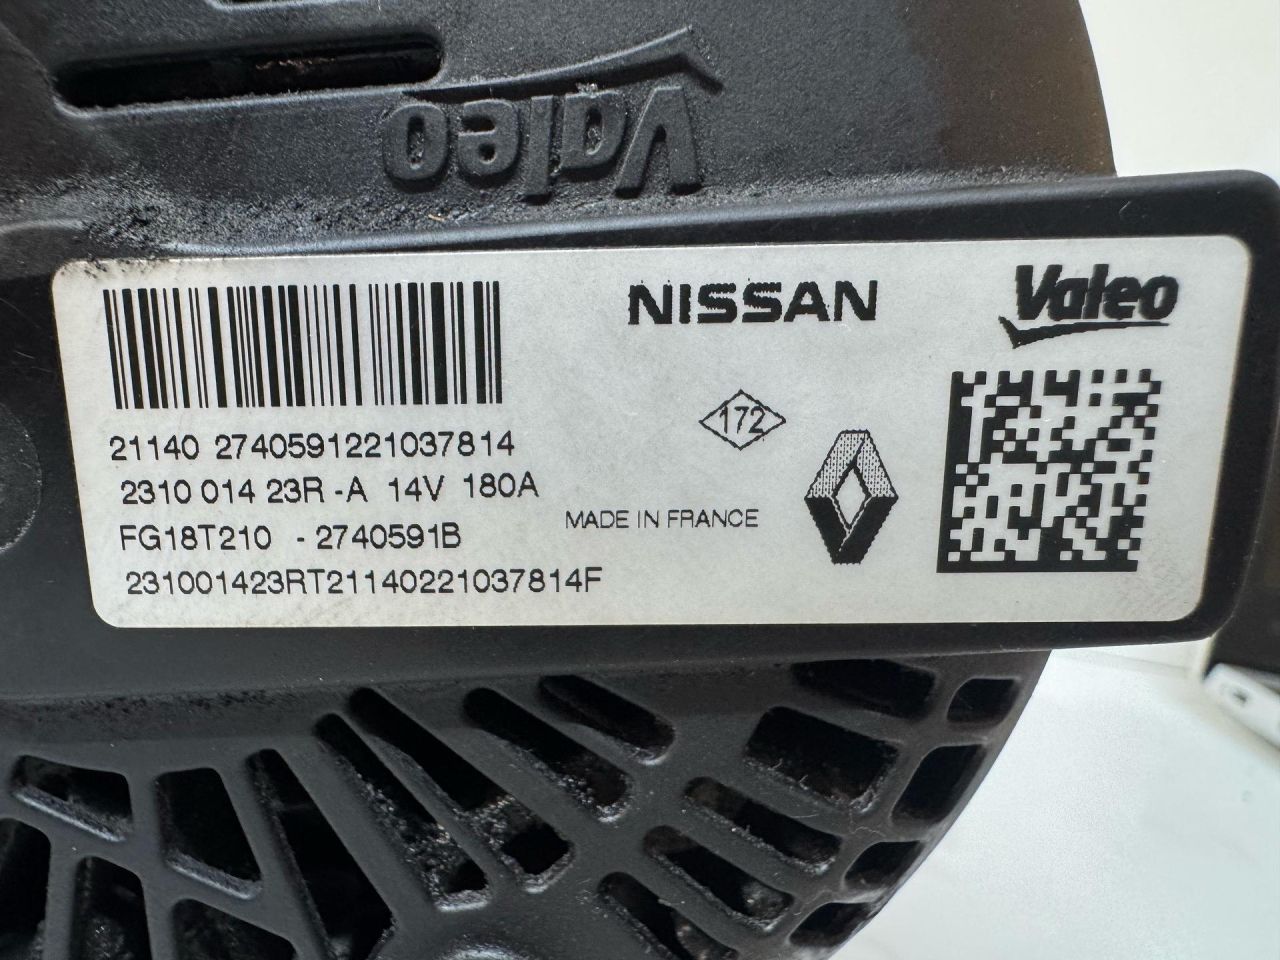 Valeo
NISSAN
Valeo
172
21140 2740591221037814
2310 014 23R -A 14V 180A
MADE IN FRANCE
FG18T210 - 2740591B
231001423RT21140221037814F